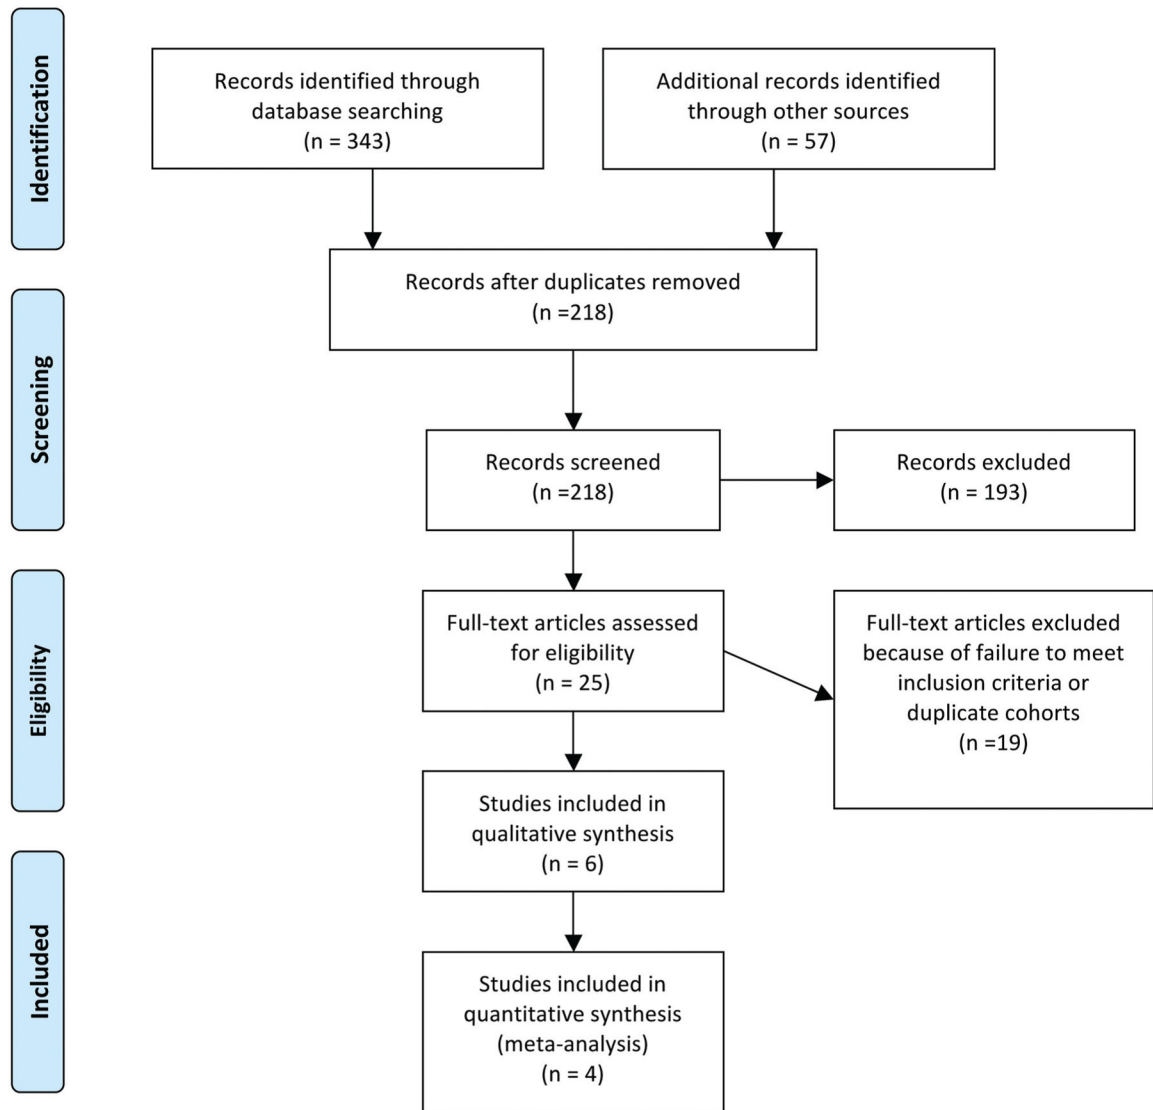 Identification
Records identified through
database searching
(n = 343)
Additional records identified
through other sources
(n = 57)
Records after duplicates removed
(n =218)
Screening
Records screened
(n =218)
Records excluded
(n = 193)
Eligibility
Full-text articles assessed
for eligibility
(n = 25)
Full-text articles excluded
because of failure to meet
inclusion criteria or
duplicate cohorts
(n =19)
Studies included in
qualitative synthesis
(n = 6)
Included
Studies included in
quantitative synthesis
(meta-analysis)
(n = 4)